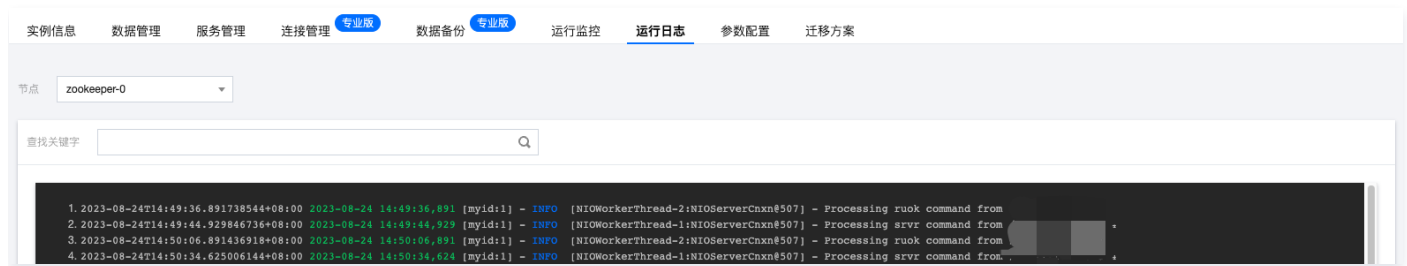 实例信息 数据管理 服务管理 连接管理 专业版 数据备份 专业版 运行监控 运行日志 参数配置 迁移方案
节点 zookeeper-0
查找关键字
1. 2023-08-24T14:49:36.891738544+08:00 2023-08-24 14:49:36,891 [myid:1] - INFO [NIOWorkerThread-2:NIOServerCnxn@507] - Processing ruok command from
2. 2023-08-24T14:49:44.929846736+08:00 2023-08-24 14:49:44,929 [myid:1] - INFO [NIOWorkerThread-1:NIOServerCnxn@507] - Processing srvr command from
3. 2023-08-24T14:50:06.891436918+08:00 2023-08-24 14:50:06,891 [myid:1] - INFO [NIOWorkerThread-2:NIOServerCnxn@507] - Processing ruok command from
4. 2023-08-24T14:50:34.625006144+08:00 2023-08-24 14:50:34,624 [myid:1] - INFO [NIOWorkerThread-1:NIOServerCnxn@507] - Processing srvr command from